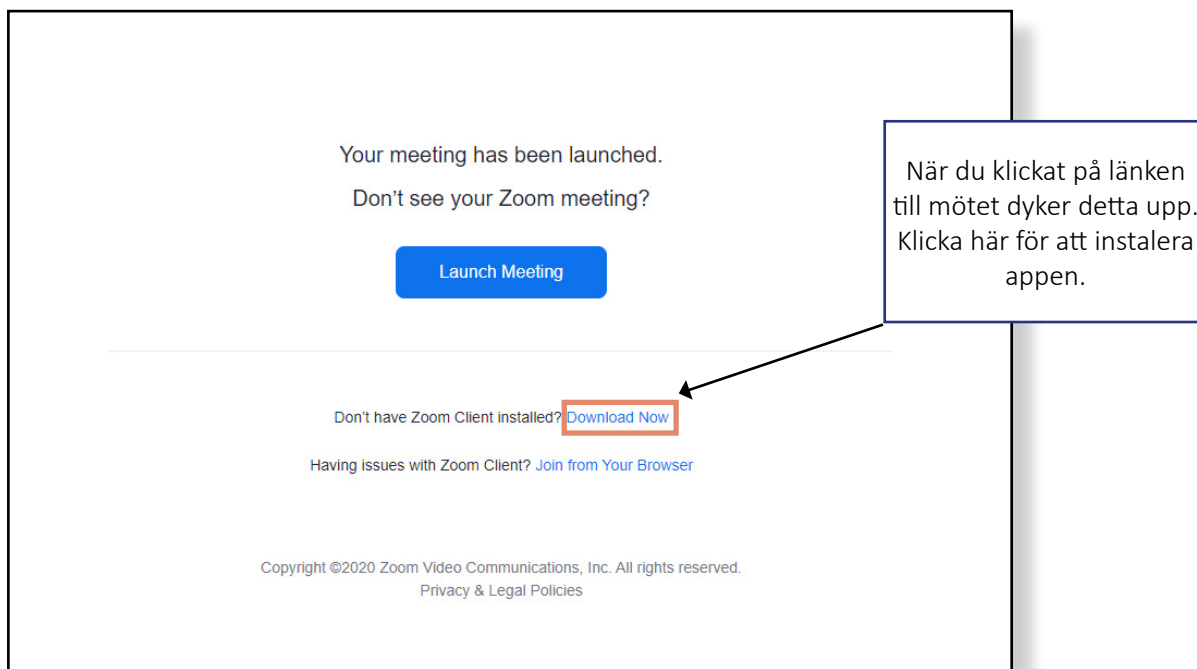 Your meeting has been launched.
Don't see your Zoom meeting?
Launch Meeting
När du klickat på länken
till mötet dyker detta upp.
Klicka här för att instalera
appen.
Don't have Zoom Client installed? Download Now
Having issues with Zoom Client? Join from Your Browser
Copyright ©2020 Zoom Video Communications, Inc. All rights reserved.
Privacy & Legal Policies